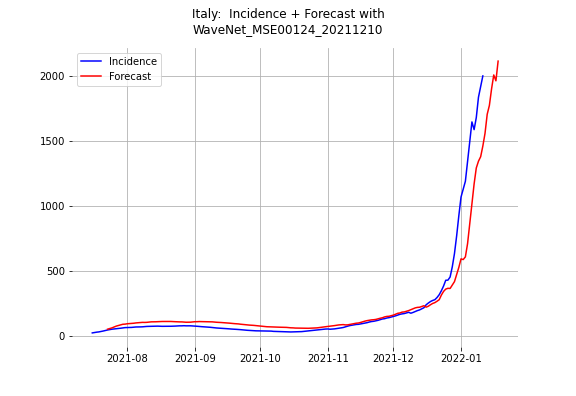 Italy: Incidence + Forecast with
WaveNet_MSE00124_20211210
Incidence
Forecast
2000
1500
1000
500
0
2021-08 2021-09 2021-10 2021-11 2021-12 2022-01